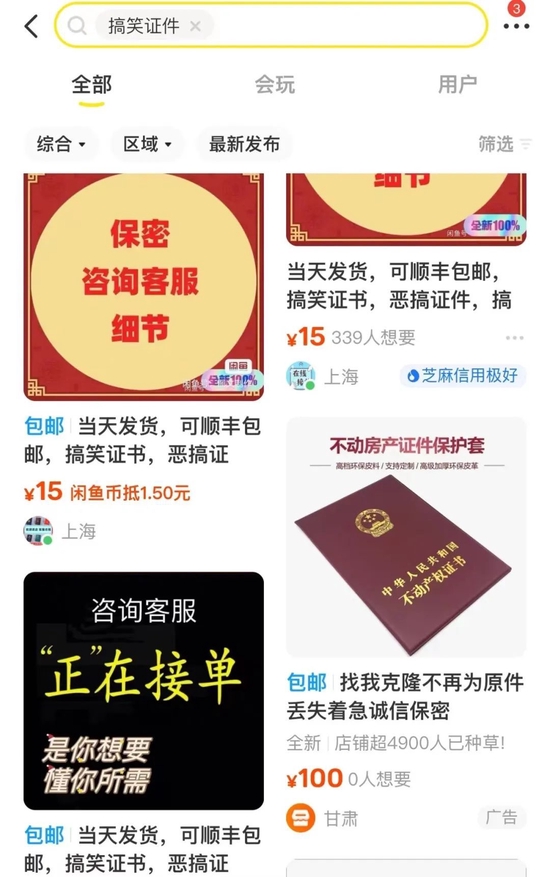 搞笑证件
3
全部
会玩
用户
综合
区域
最新发布
筛选
保密
咨询客服
细节
闲鱼
闲鱼号
全新100%
包邮 当天发货，可顺丰包
邮，搞笑证书，恶搞证
¥15 闲鱼币抵1.50元
上海
咨询客服
“正”在接单
是你想要
懂你所需
包邮 当天发货，可顺丰包
邮，搞笑证书，恶搞证
细节
闲鱼号
全新100%
当天发货，可顺丰包邮，
搞笑证书，恶搞证件，搞
¥15 339人想要
在线
上海
芝麻信用极好
不动房产证件保护套
高档环保皮料 / 支持定制 / 高级加厚环保皮革
中华人民共和国
不动产权证书
包邮 找我克隆不再为原件
丢失着急诚信保密
全新 店铺超4900人已种草!
¥100 0人想要
甘肃
广告